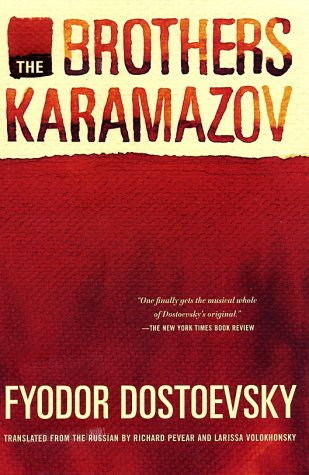 THE BROTHERS
KARAMAZOV
"One finally gets the musical whole
of Dostoevsky's original."
—THE NEW YORK TIMES BOOK REVIEW
FYODOR DOSTOEVSKY
TRANSLATED FROM THE RUSSIAN BY RICHARD PEVEAR AND LARISSA VOLOKHONSKY